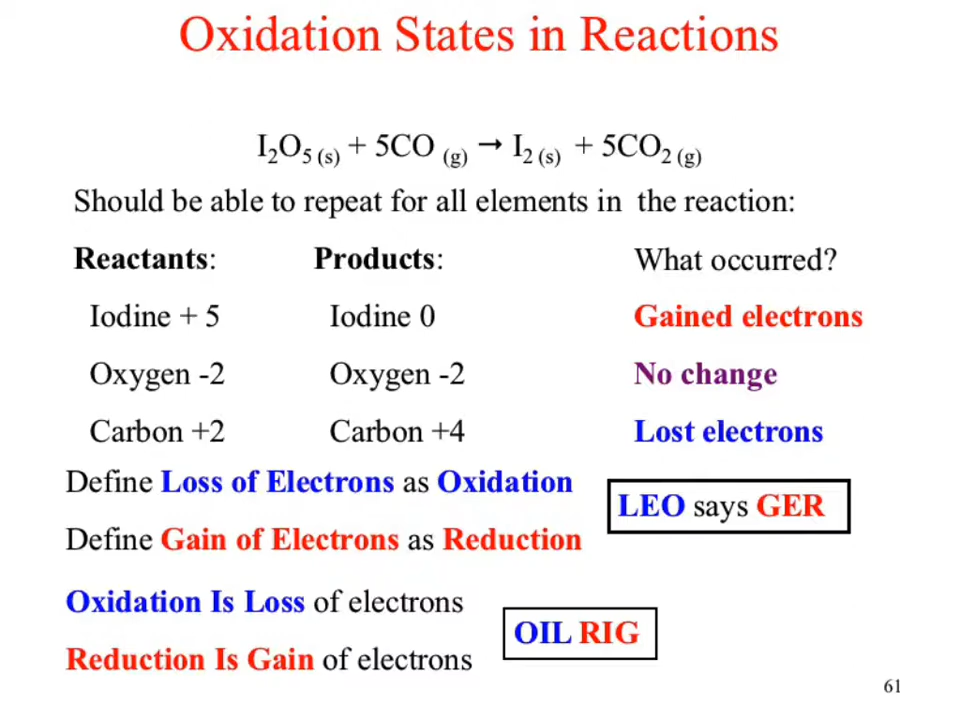 Oxidation States in Reactions
I₂O₅ (s) + 5CO (g) → I₂ (s) + 5CO₂ (g)
Should be able to repeat for all elements in the reaction:
Reactants: Products: What occurred?
Iodine + 5 Iodine 0 Gained electrons
Oxygen -2 Oxygen -2 No change
Carbon +2 Carbon +4 Lost electrons
Define Loss of Electrons as Oxidation
LEO says GER
Define Gain of Electrons as Reduction
Oxidation Is Loss of electrons
OIL RIG
Reduction Is Gain of electrons
61